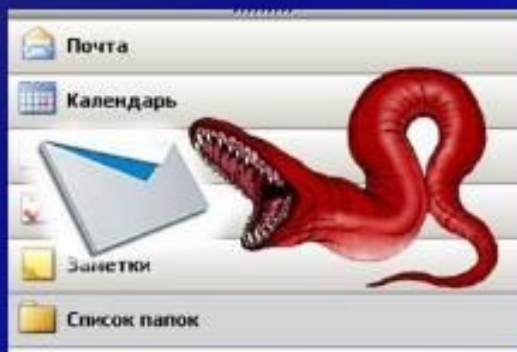 Почта
Календарь
Заметки
Список папок